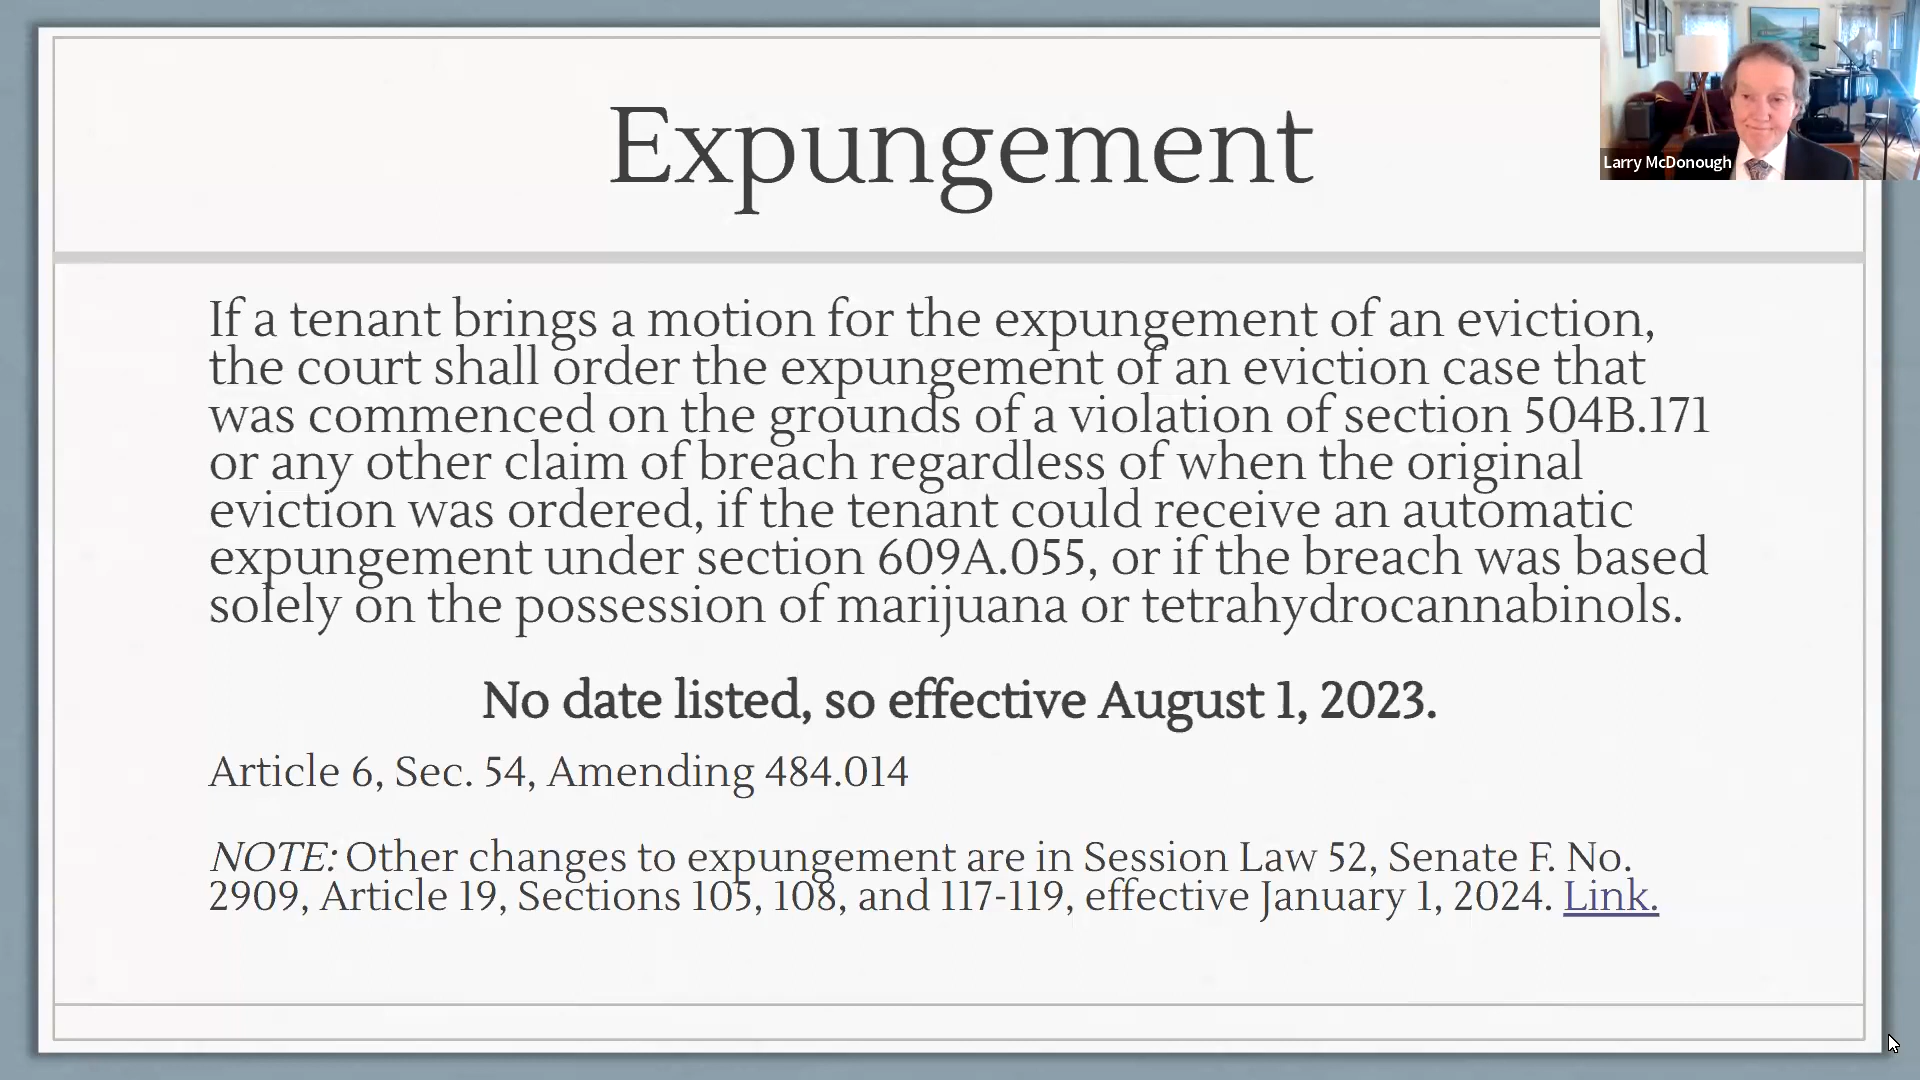 Expungement
Larry McDonough
If a tenant brings a motion for the expungement of an eviction,
the court shall order the expungement of an eviction case that
was commenced on the grounds of a violation of section 504B.171
or any other claim of breach regardless of when the original
eviction was ordered, if the tenant could receive an automatic
expungement under section 609A.055, or if the breach was based
solely on the possession of marijuana or tetrahydrocannabinols.
No date listed, so effective August 1, 2023.
Article 6, Sec. 54, Amending 484.014
NOTE: Other changes to expungement are in Session Law 52, Senate F. No.
2909, Article 19, Sections 105, 108, and 117-119, effective January 1, 2024. Link.